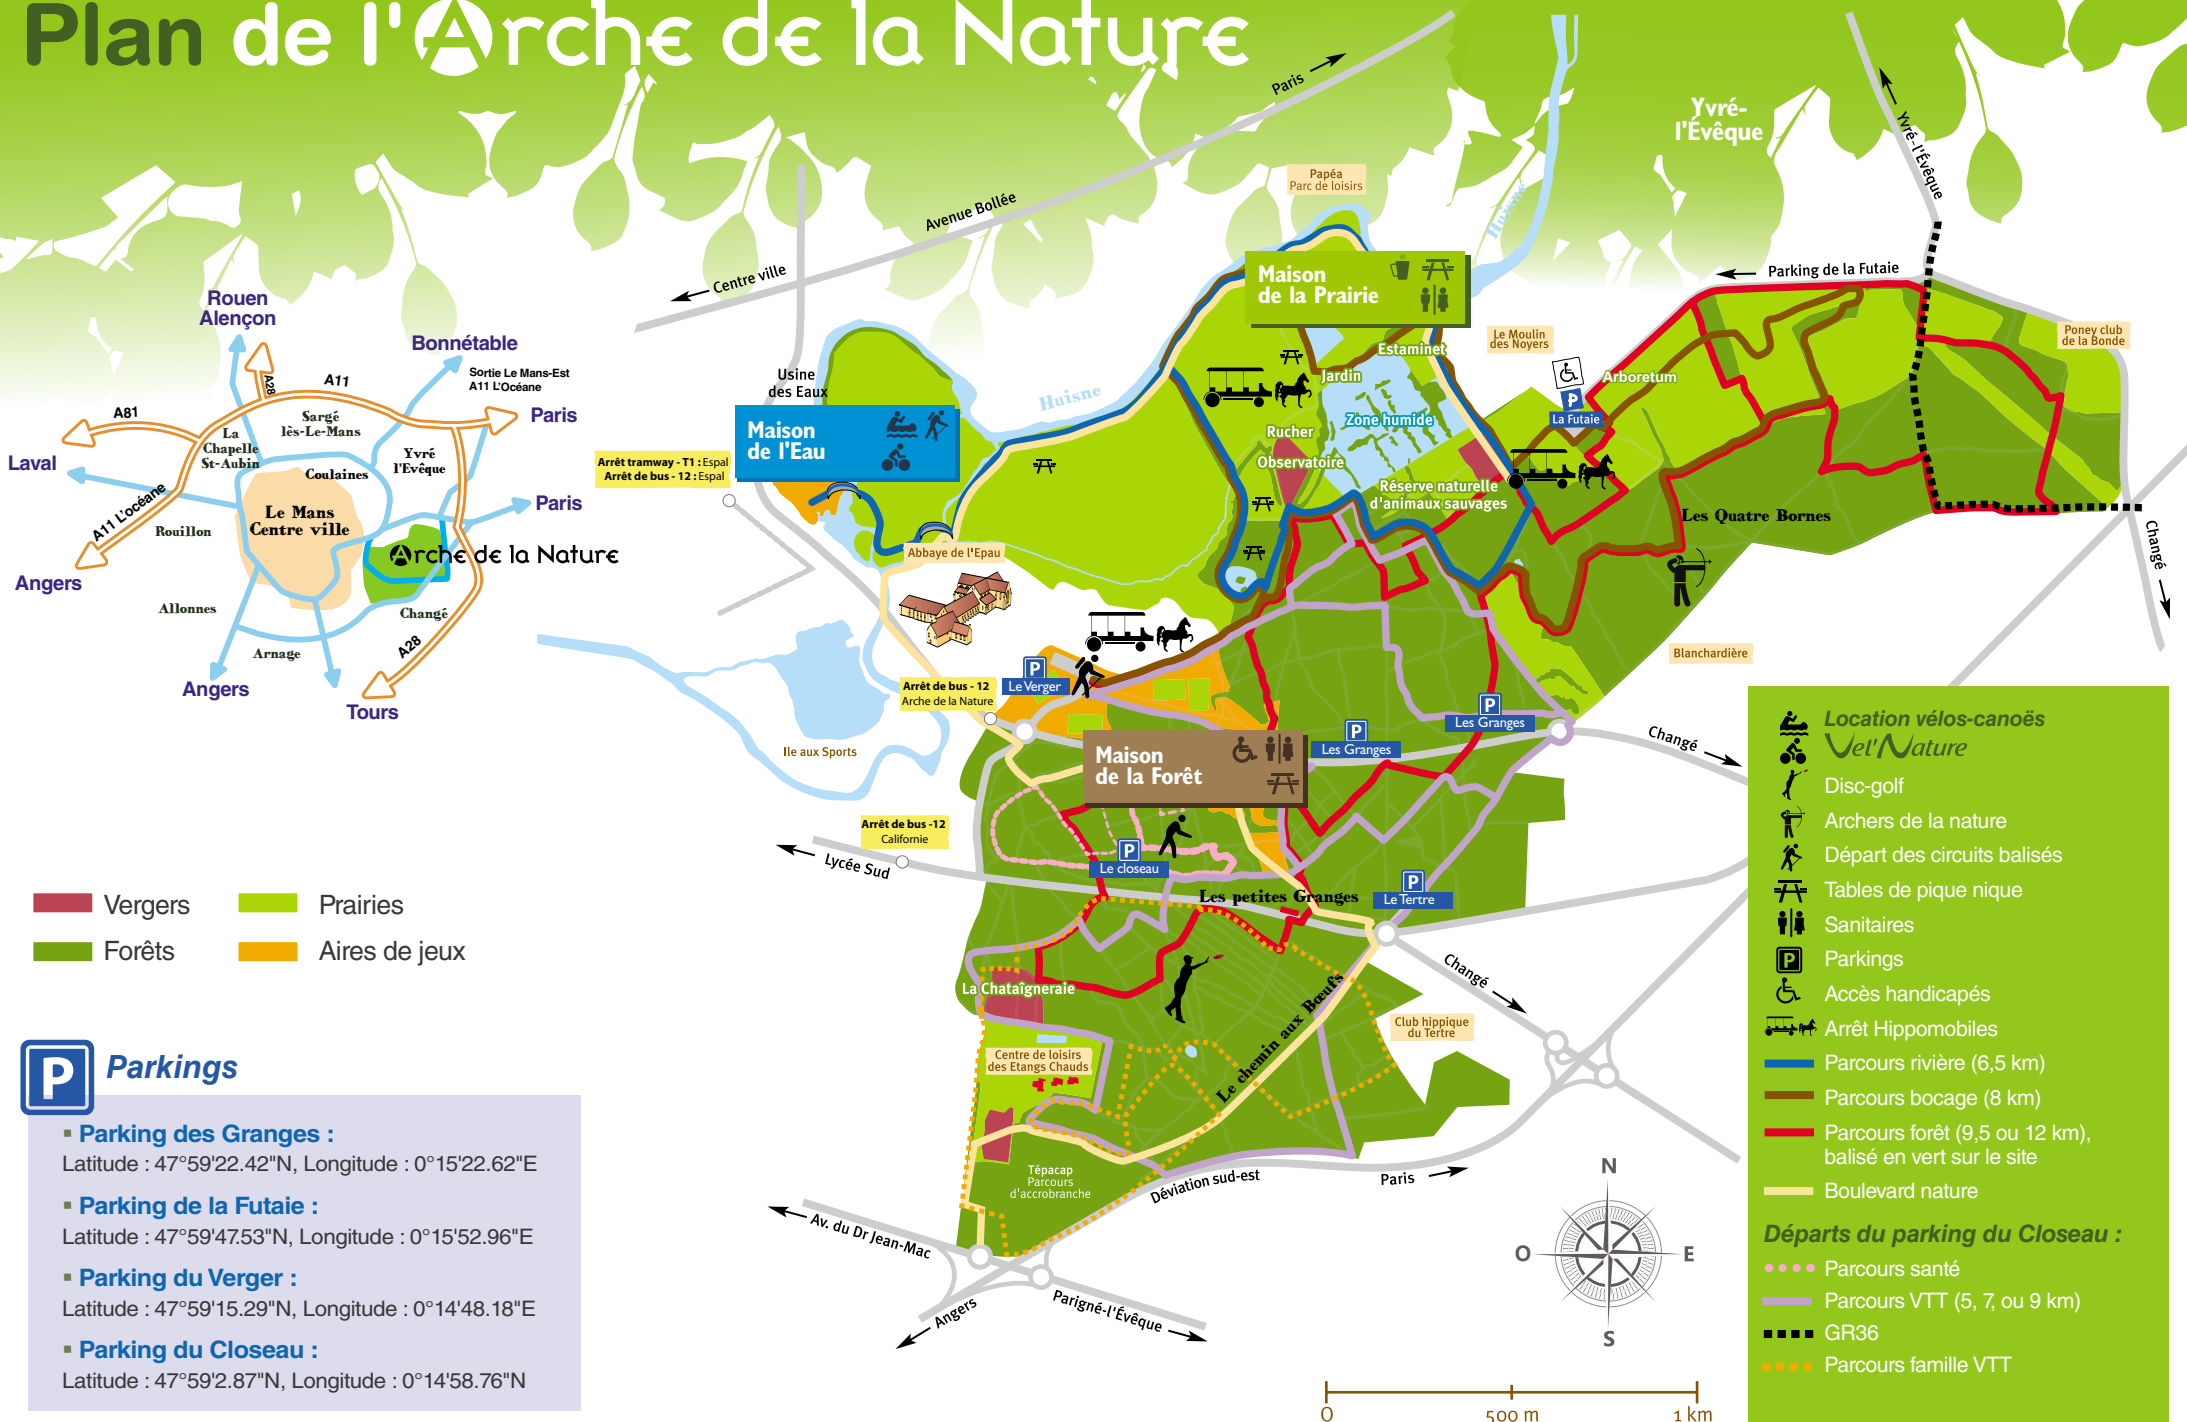 Plan de l'Arche de la Nature
Rouen
Alençon
Bonnétable
Sortie Le Mans-Est
A11 L'Océane
A28
A11
A81
Paris
Sargé
lès-Le-Mans
La
Chapelle
St-Aubin
Yvré
l'Evêque
Laval
Coulaines
A11 L'océane
Le Mans
Centre ville
Paris
Rouillon
Arche de la Nature
Angers
Allonnes
Changé
Arnage
A28
Angers
Tours
Vergers
Prairies
Forêts
Aires de jeux
P
Parkings
Parking des Granges :
Latitude : 47°59'22.42"N, Longitude : 0°15'22.62"E
Parking de la Futaie :
Latitude : 47°59'47.53"N, Longitude : 0°15'52.96"E
Parking du Verger :
Latitude : 47°59'15.29"N, Longitude : 0°14'48.18"E
Parking du Closeau :
Latitude : 47°59'2.87"N, Longitude : 0°14'58.76"N
Paris
Yvré-
l'Évêque
Yvré-l'Évêque
Papéa
Parc de loisirs
Avenue Bollée
Huisne
Centre ville
Maison
de la Prairie
Parking de la Futaie
Le Moulin
des Noyers
Poney club
de la Bonde
Estaminet
Usine
des Eaux
Jardin
Arboretum
P
La Futaie
Huisne
Zone humide
Maison
de l'Eau
Rucher
Observatoire
Arrêt tramway - T1 : Espal
Arrêt de bus - 12 : Espal
Réserve naturelle
d'animaux sauvages
Les Quatre Bornes
Changé
Abbaye de l'Epau
Blanchardière
P
Le Verger
Arrêt de bus - 12
Arche de la Nature
P
Les Granges
P
Les Granges
Changé
Ile aux Sports
Maison
de la Forêt
Arrêt de bus -12
Californie
Lycée Sud
P
Le closeau
Les petites Granges
P
Le Tertre
Changé
La Chataîgneraie
Le chemin aux Bœufs
Club hippique
du Tertre
Centre de loisirs
des Etangs Chauds
Tépacap
Parcours
d'accrobranche
Déviation sud-est
Paris
Av. du Dr Jean-Mac
Angers
Parigné-l'Évêque
N
O
E
S
0
500 m
1 km
Location vélos-canoës
Vel'Nature
Disc-golf
Archers de la nature
Départ des circuits balisés
Tables de pique nique
Sanitaires
P
Parkings
Accès handicapés
Arrêt Hippomobiles
Parcours rivière (6,5 km)
Parcours bocage (8 km)
Parcours forêt (9,5 ou 12 km),
balisé en vert sur le site
Boulevard nature
Départs du parking du Closeau :
Parcours santé
Parcours VTT (5, 7, ou 9 km)
GR36
Parcours famille VTT